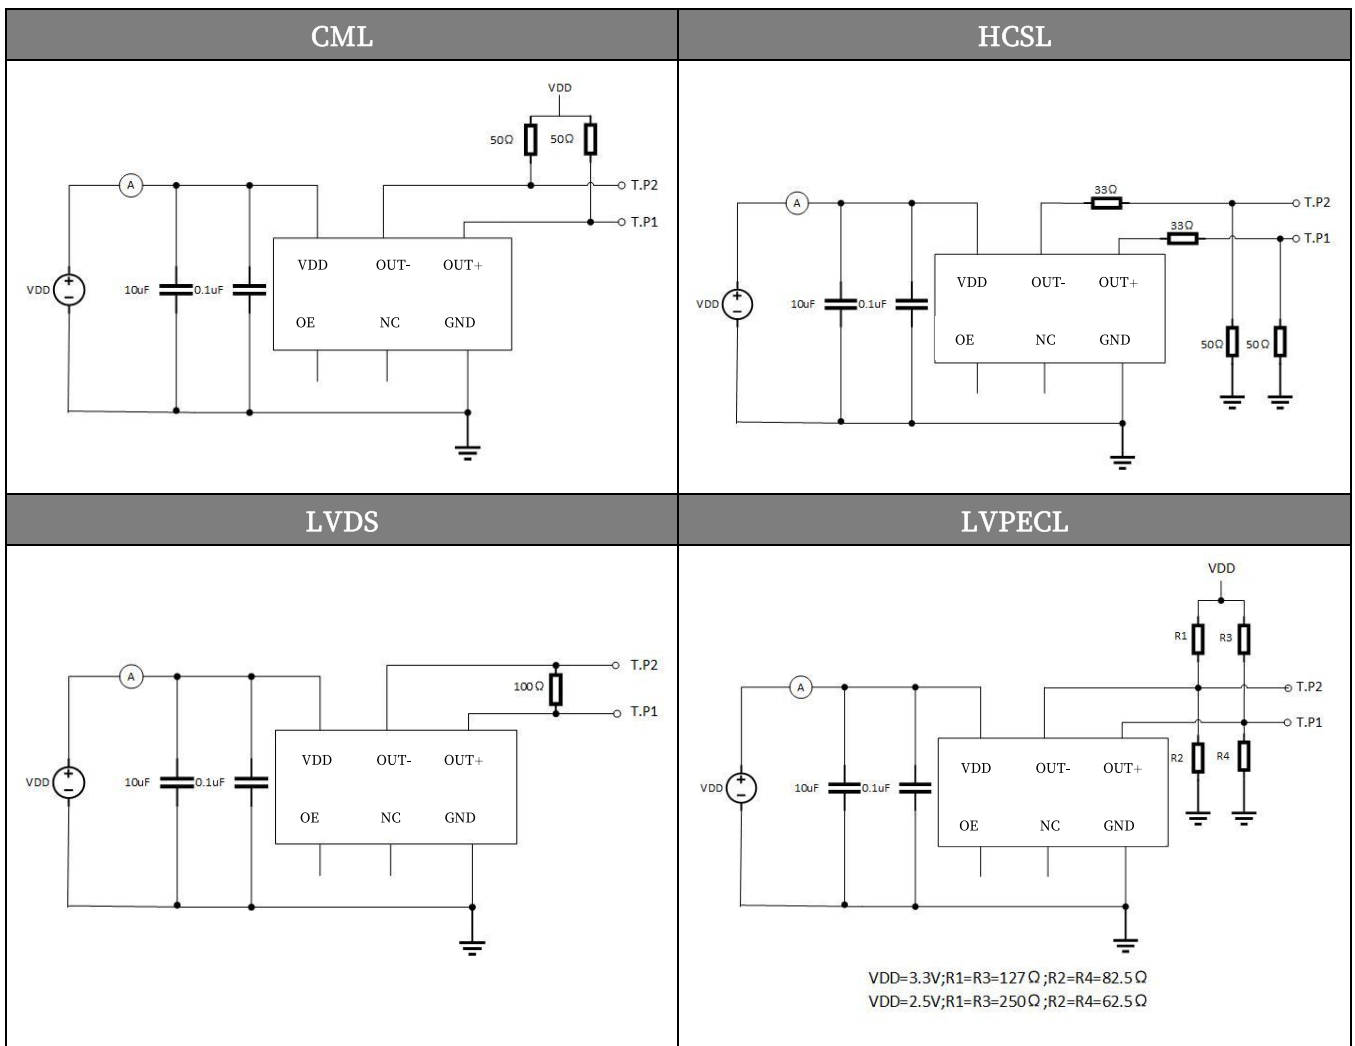 CML
HCSL
VDD
50Ω 50Ω
A
T.P2
T.P1
VDD OUT- OUT+
VDD
+
−
10uF 0.1uF
OE NC GND
33Ω
A
T.P2
33Ω
T.P1
VDD OUT- OUT+
VDD
+
−
10uF 0.1uF
OE NC GND
50Ω 50Ω
LVDS
LVPECL
A
T.P2
100Ω
T.P1
VDD OUT- OUT+
VDD
+
−
10uF 0.1uF
OE NC GND
VDD
R1 R3
A
T.P2
T.P1
R2 R4
VDD OUT- OUT+
VDD
+
−
10uF 0.1uF
OE NC GND
VDD=3.3V;R1=R3=127Ω;R2=R4=82.5Ω
VDD=2.5V;R1=R3=250Ω;R2=R4=62.5Ω